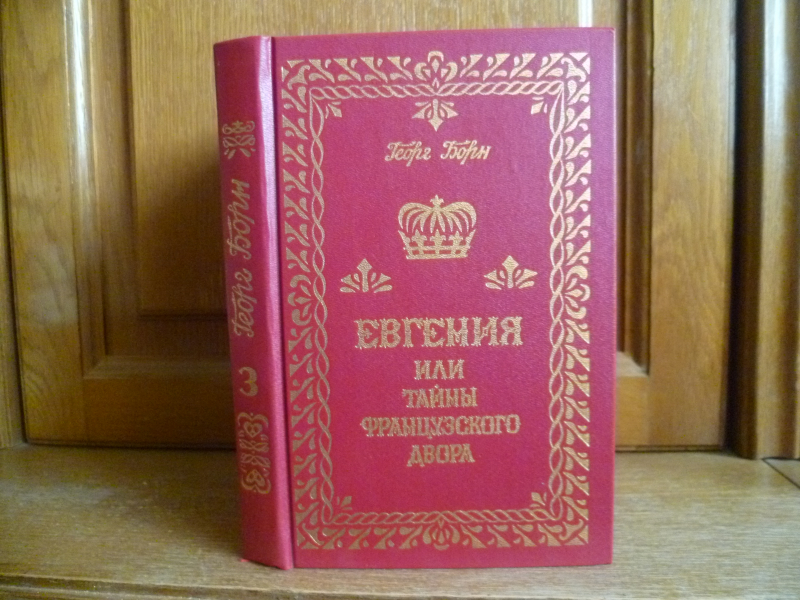 Георг Борн
ЕВГЕНИЯ
ИЛИ
ТАЙНЫ
ФРАНЦУЗСКОГО
ДВОРА
Георг Борн
3